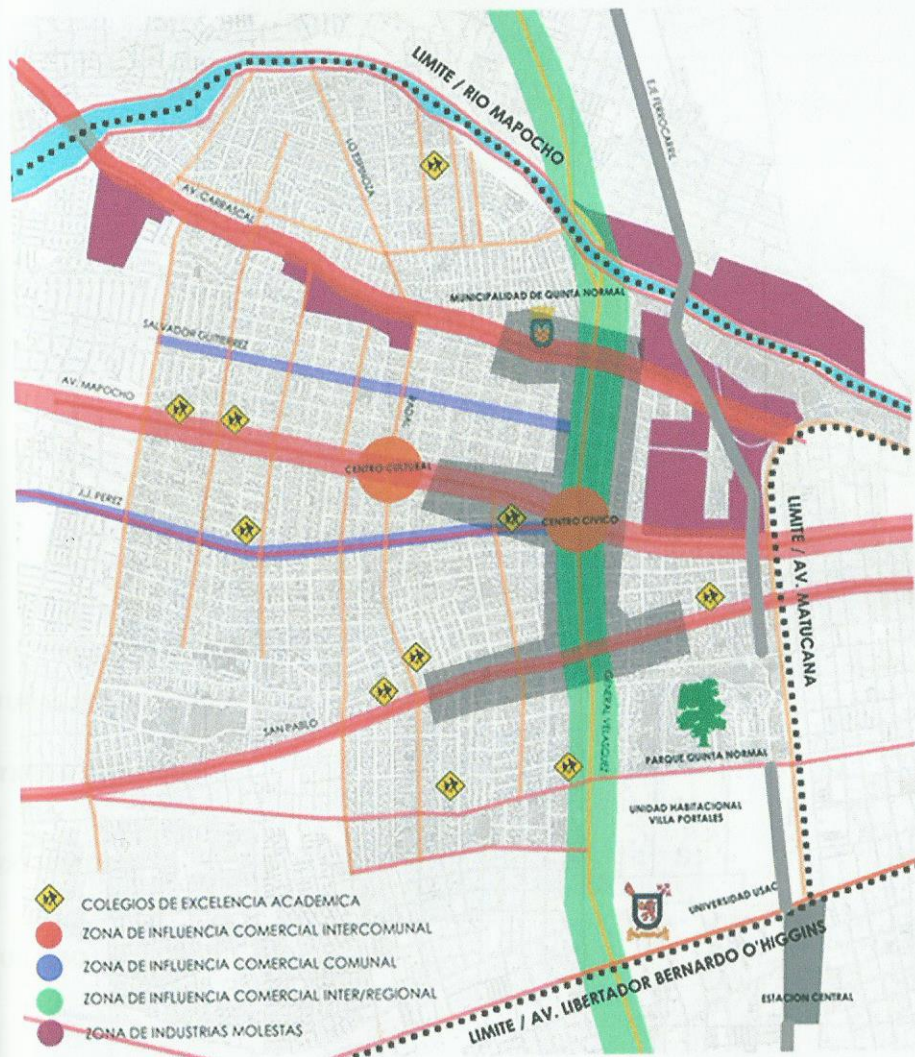 LIMITE / RIO MAPOCHO
EJE FERROCARRIL
LO ESPINOZA
AV. CARRASCAL
MUNICIPALIDAD DE QUINTA NORMAL
SALVADOR GUTIERREZ
AV. MAPOCHO
RADAL
CENTRO CULTURAL
J.J. PEREZ
CENTRO CIVICO
LIMITE / AV. MATUCANA
GENERAL VELASQUEZ
SAN PABLO
PARQUE QUINTA NORMAL
UNIDAD HABITACIONAL
VILLA PORTALES
UNIVERSIDAD USAC
LIMITE / AV. LIBERTADOR BERNARDO O'HIGGINS
ESTACION CENTRAL
COLEGIOS DE EXCELENCIA ACADEMICA
ZONA DE INFLUENCIA COMERCIAL INTERCOMUNAL
ZONA DE INFLUENCIA COMERCIAL COMUNAL
ZONA DE INFLUENCIA COMERCIAL INTER/REGIONAL
ZONA DE INDUSTRIAS MOLESTAS